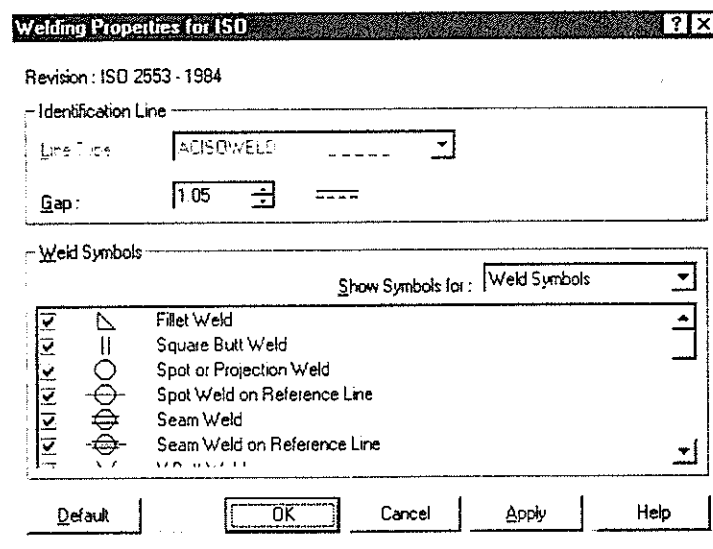 Welding Properties for ISO
Revision : ISO 2553 - 1984
Identification Line
Line Type
ACISOWELD
Gap :
1.05
Weld Symbols
Show Symbols for :
Weld Symbols
Fillet Weld
Square Butt Weld
Spot or Projection Weld
Spot Weld on Reference Line
Seam Weld
Seam Weld on Reference Line
Default
OK
Cancel
Apply
Help